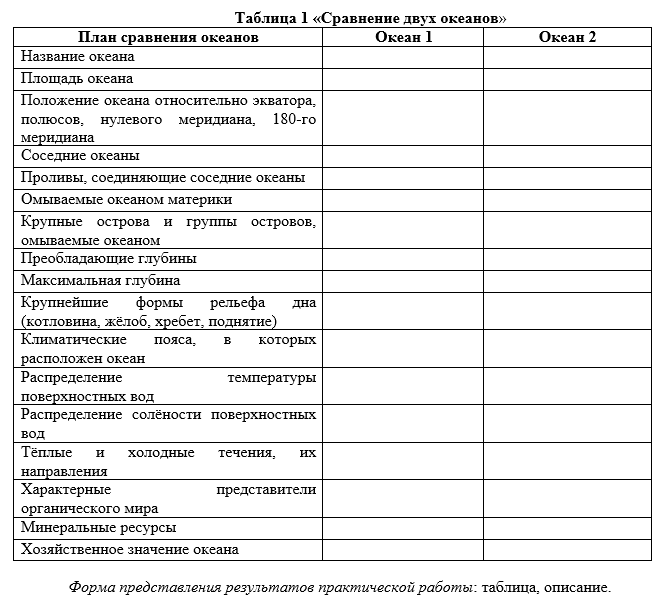 Таблица 1 «Сравнение двух океанов»
План сравнения океанов Океан 1 Океан 2
Название океана
Площадь океана
Положение океана относительно экватора,
полюсов, нулевого меридиана, 180-го
меридиана
Соседние океаны
Проливы, соединяющие соседние океаны
Омываемые океаном материки
Крупные острова и группы островов,
омываемые океаном
Преобладающие глубины
Максимальная глубина
Крупнейшие формы рельефа дна
(котловина, жёлоб, хребет, поднятие)
Климатические пояса, в которых
расположен океан
Распределение температуры
поверхностных вод
Распределение солёности поверхностных
вод
Тёплые и холодные течения, их
направления
Характерные представители
органического мира
Минеральные ресурсы
Хозяйственное значение океана
Форма представления результатов практической работы: таблица, описание.